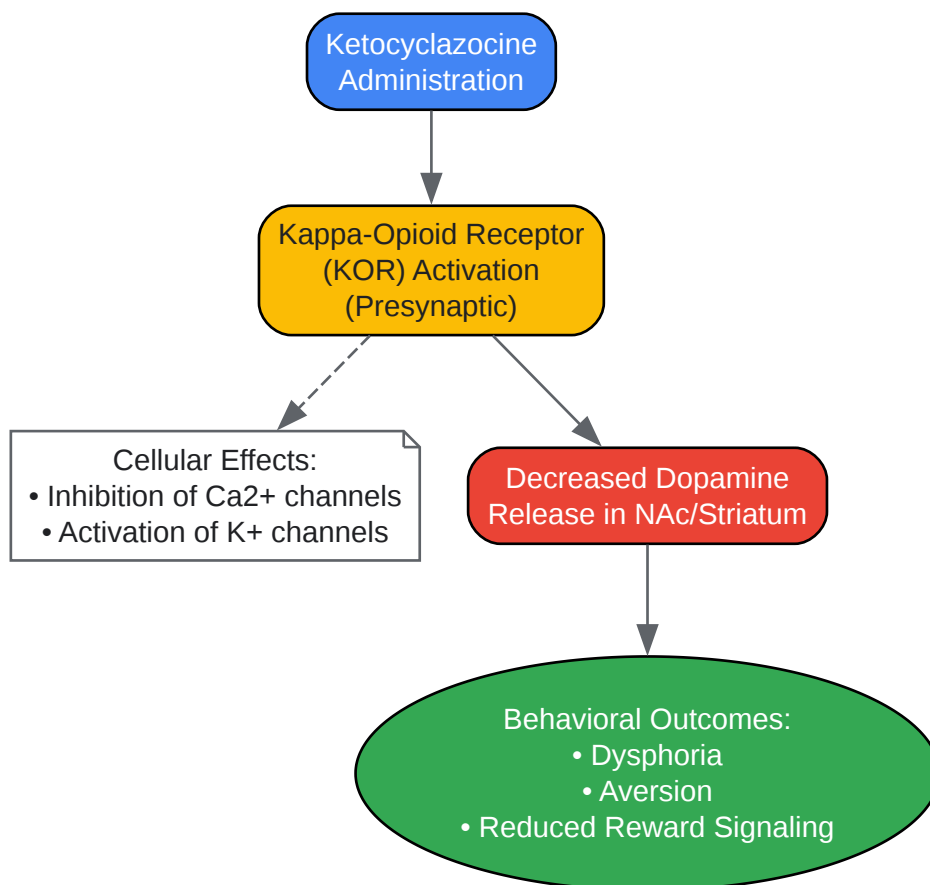 Ketocyclazocine
Administration
Kappa-Opioid Receptor
(KOR) Activation
(Presynaptic)
Cellular Effects:
• Inhibition of Ca2+ channels
• Activation of K+ channels
Decreased Dopamine
Release in NAc/Striatum
Behavioral Outcomes:
• Dysphoria
• Aversion
• Reduced Reward Signaling